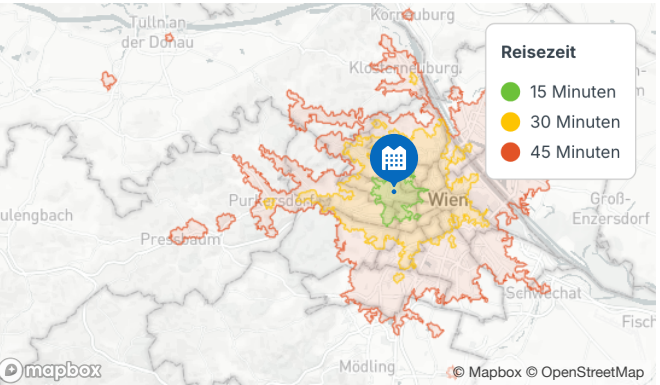 Tulln an
der Donau
Korneuburg
Klosterneuburg
Reisezeit
15 Minuten
30 Minuten
45 Minuten
Purkersdorf
Wien
Groß-
Enzersdorf
ulengbach
Pressbaum
Schwechat
Fisch
Mödling
mapbox
© Mapbox © OpenStreetMap